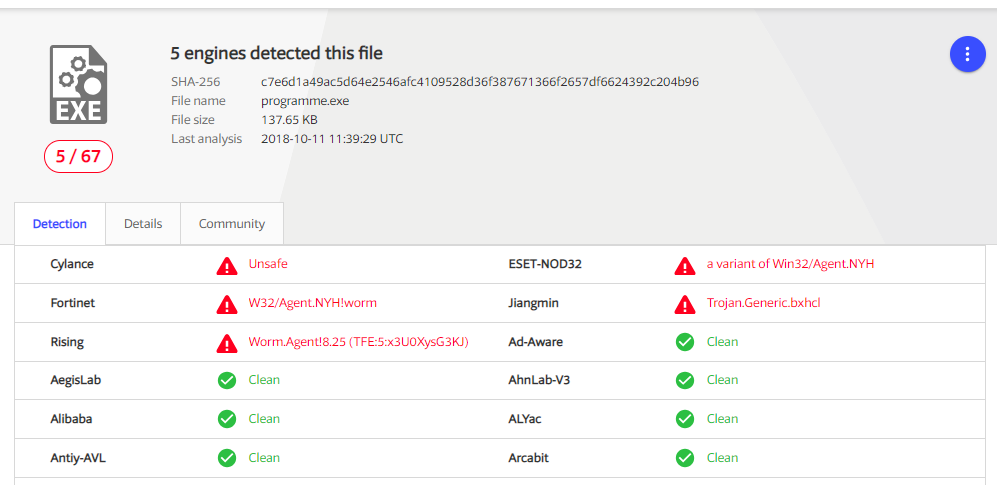 5 engines detected this file
SHA-256 c7e6d1a49ac5d64e2546afc4109528d36f387671366f2657df6624392c204b96
File name programme.exe
File size 137.65 KB
Last analysis 2018-10-11 11:39:29 UTC
EXE
5 / 67
Detection Details Community
Cylance Unsafe ESET-NOD32 a variant of Win32/Agent.NYH
Fortinet W32/Agent.NYH!worm Jiangmin Trojan.Generic.bxhcl
Rising Worm.Agent!8.25 (TFE:5:x3U0XysG3KJ) Ad-Aware Clean
AegisLab Clean AhnLab-V3 Clean
Alibaba Clean ALYac Clean
Antiy-AVL Clean Arcabit Clean